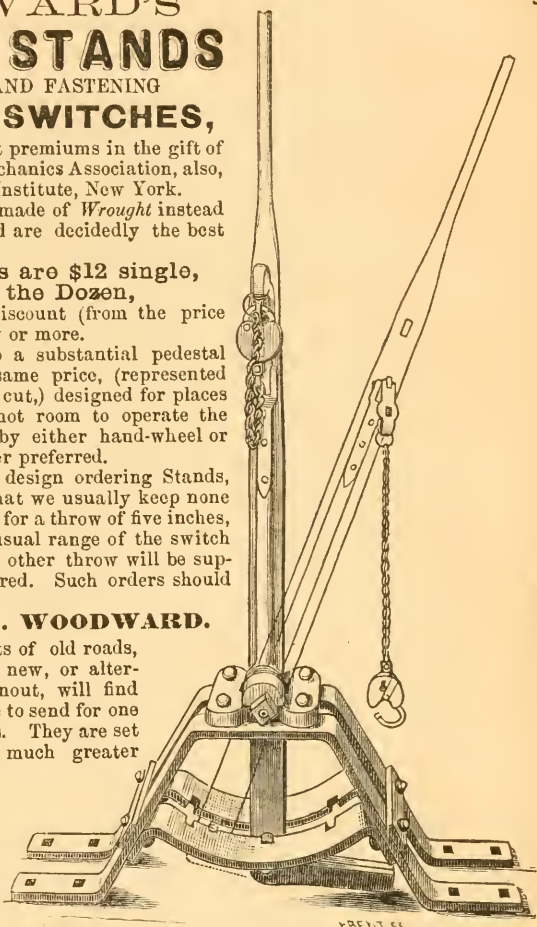 WARD'S
STANDS
AND FASTENING
SWITCHES,
premiums in the gift of
chanics Association, also,
Institute, New York.
made of Wrought instead
d are decidedly the best
s are $12 single,
the Dozen,
iscount (from the price
or more.
a substantial pedestal
same price, (represented
cut,) designed for places
not room to operate the
by either hand-wheel or
er preferred.
design ordering Stands,
hat we usually keep none
for a throw of five inches,
usual range of the switch
other throw will be sup-
red. Such orders should
. WOODWARD.
ts of old roads,
new, or alter-
nout, will find
to send for one
s. They are set
much greater